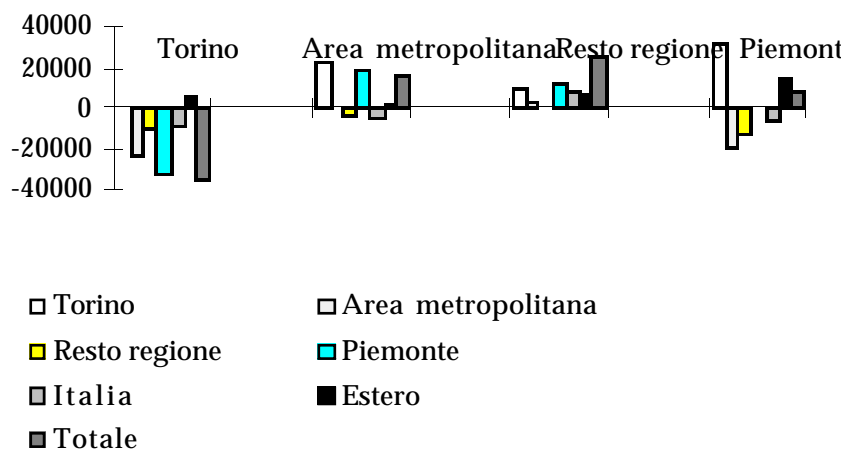 40000
Torino Area metropolitana Resto regione Piemont
20000
0
-20000
-40000
Torino Area metropolitana
Resto regione Piemonte
Italia Estero
Totale